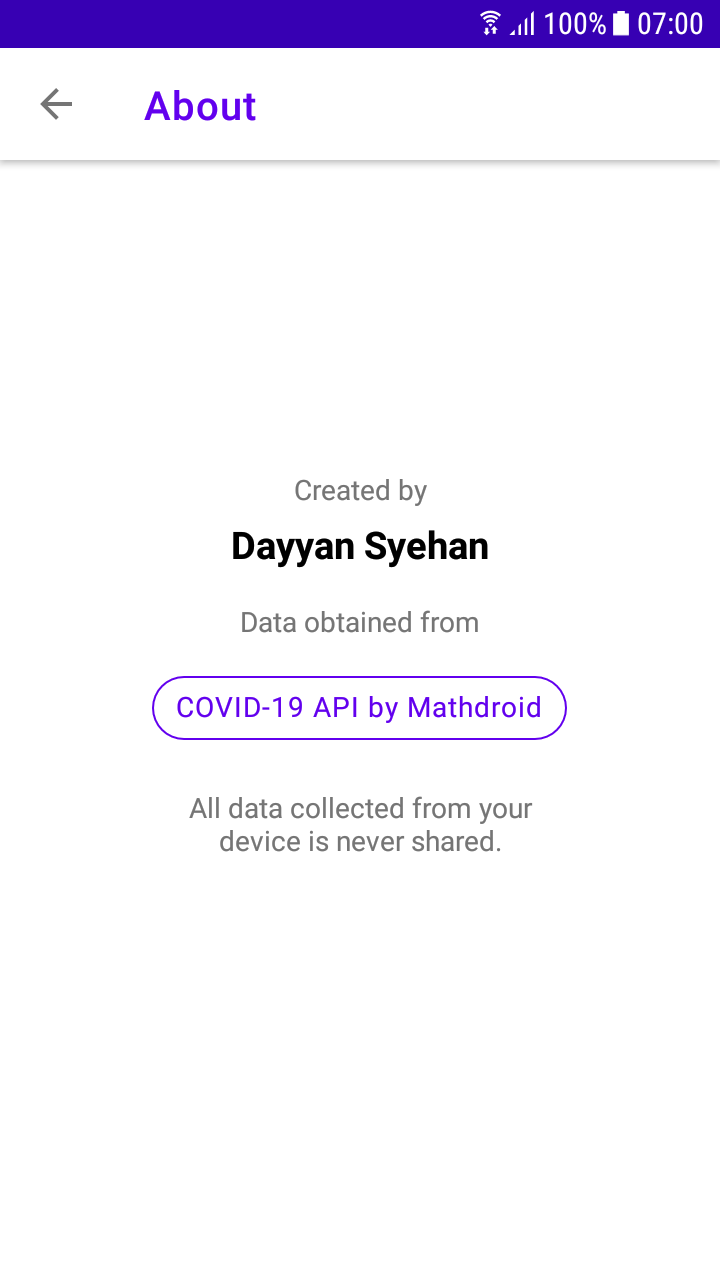 100% 07:00
About
Created by
Dayyan Syehan
Data obtained from
COVID-19 API by Mathdroid
All data collected from your
device is never shared.